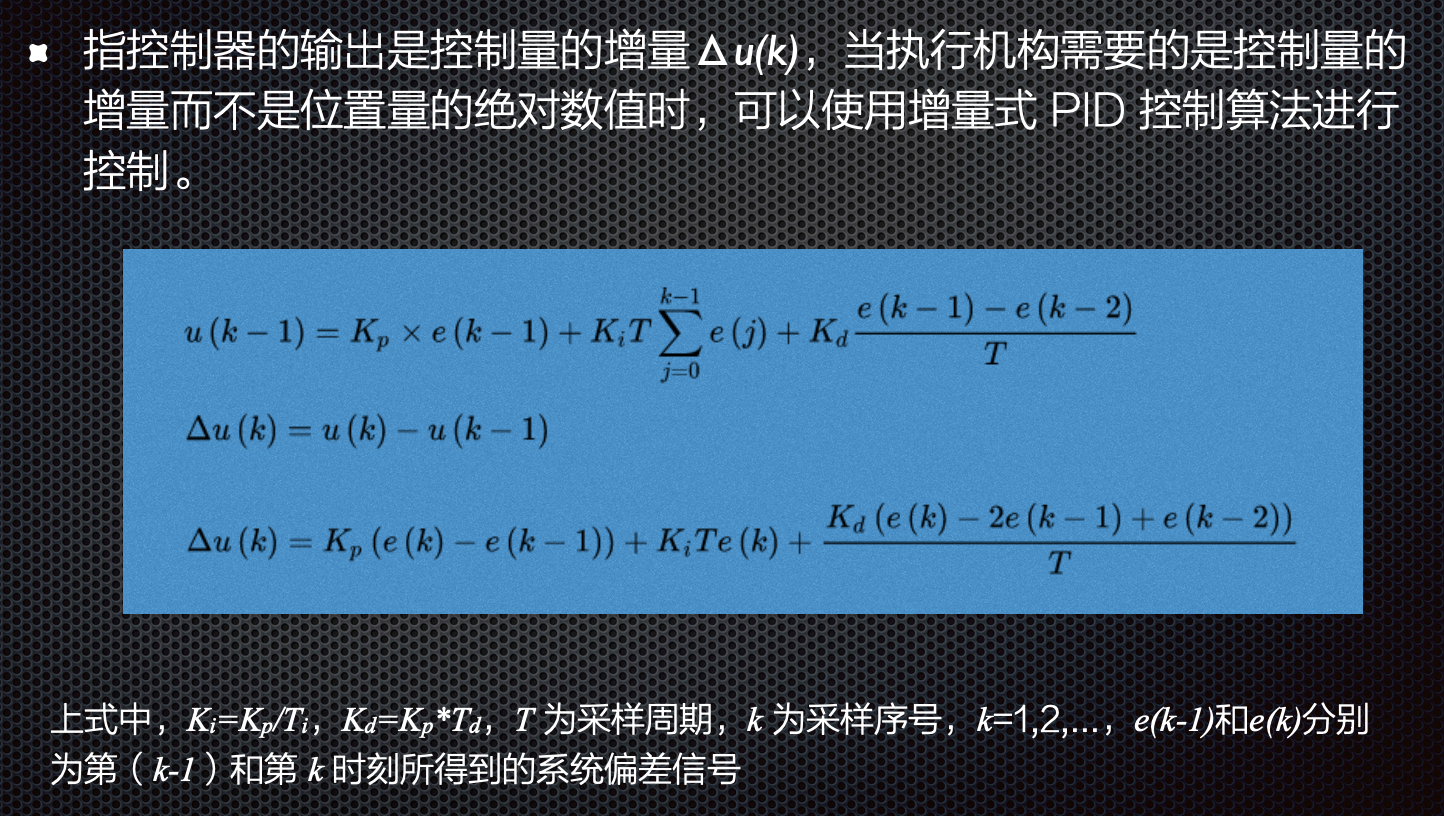 指控制器的输出是控制量的增量Δu(k)，当执行机构需要的是控制量的
增量而不是位置量的绝对数值时，可以使用增量式 PID 控制算法进行
控制。
u(k − 1) = K_p × e(k − 1) + K_i T \sum_{j=0}^{k−1} e(j) + K_d \frac{e(k − 1) − e(k − 2)}{T}
Δu(k) = u(k) − u(k − 1)
Δu(k) = K_p (e(k) − e(k − 1)) + K_i T e(k) + \frac{K_d (e(k) − 2e(k − 1) + e(k − 2))}{T}
上式中，K_i=K_p/T_i，K_d=K_p*T_d，T 为采样周期，k 为采样序号，k=1,2,...，e(k-1)和e(k)分别
为第（k-1）和第 k 时刻所得到的系统偏差信号